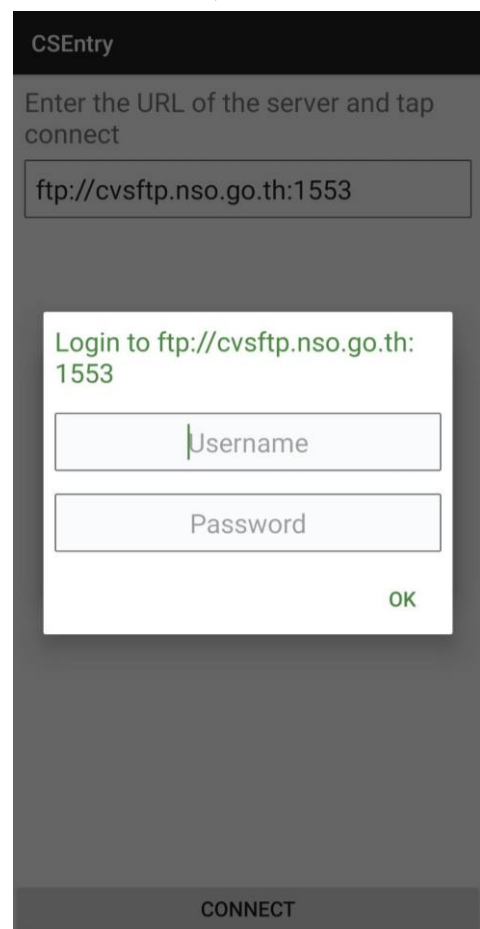 CSEntry
Enter the URL of the server and tap
connect
ftp://cvsftp.nso.go.th:1553
Login to ftp://cvsftp.nso.go.th:
1553
Username
Password
OK
CONNECT